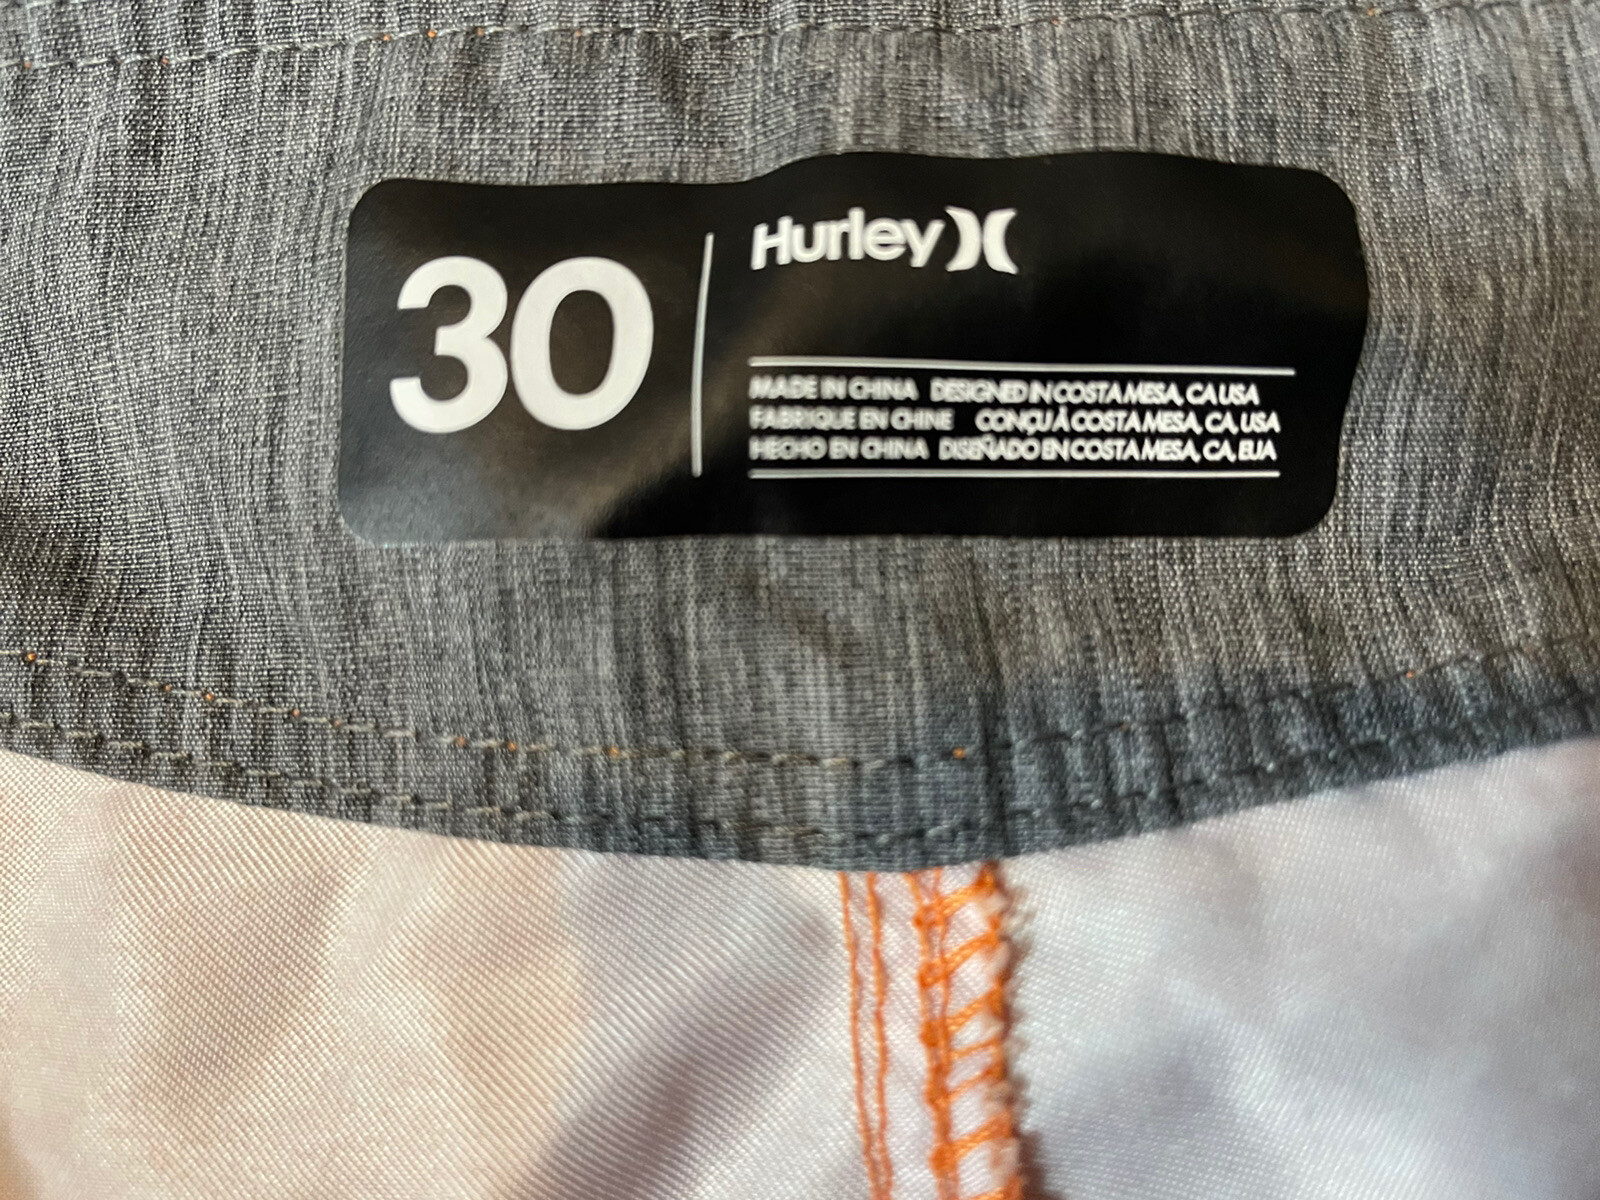 30
Hurley
MADE IN CHINA DESIGNED IN COSTA MESA, CA USA
FABRIQUE EN CHINE CONÇU À COSTA MESA, CA, USA
HECHO EN CHINA DISEÑADO EN COSTA MESA, CA, EUA